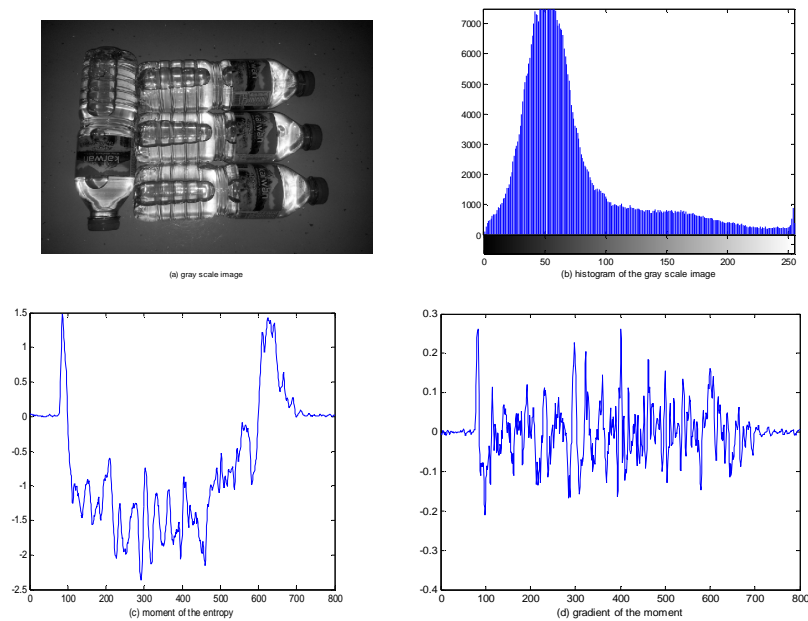 karwan
karwan
(a) gray scale image
7000
6000
5000
4000
3000
2000
1000
0
0 50 100 150 200 250
(b) histogram of the gray scale image
1.5
1
0.5
0
-0.5
-1
-1.5
-2
-2.5
0 100 200 300 400 500 600 700 800
(c) moment of the entropy
0.3
0.2
0.1
0
-0.1
-0.2
-0.3
-0.4
0 100 200 300 400 500 600 700 800
(d) gradient of the moment